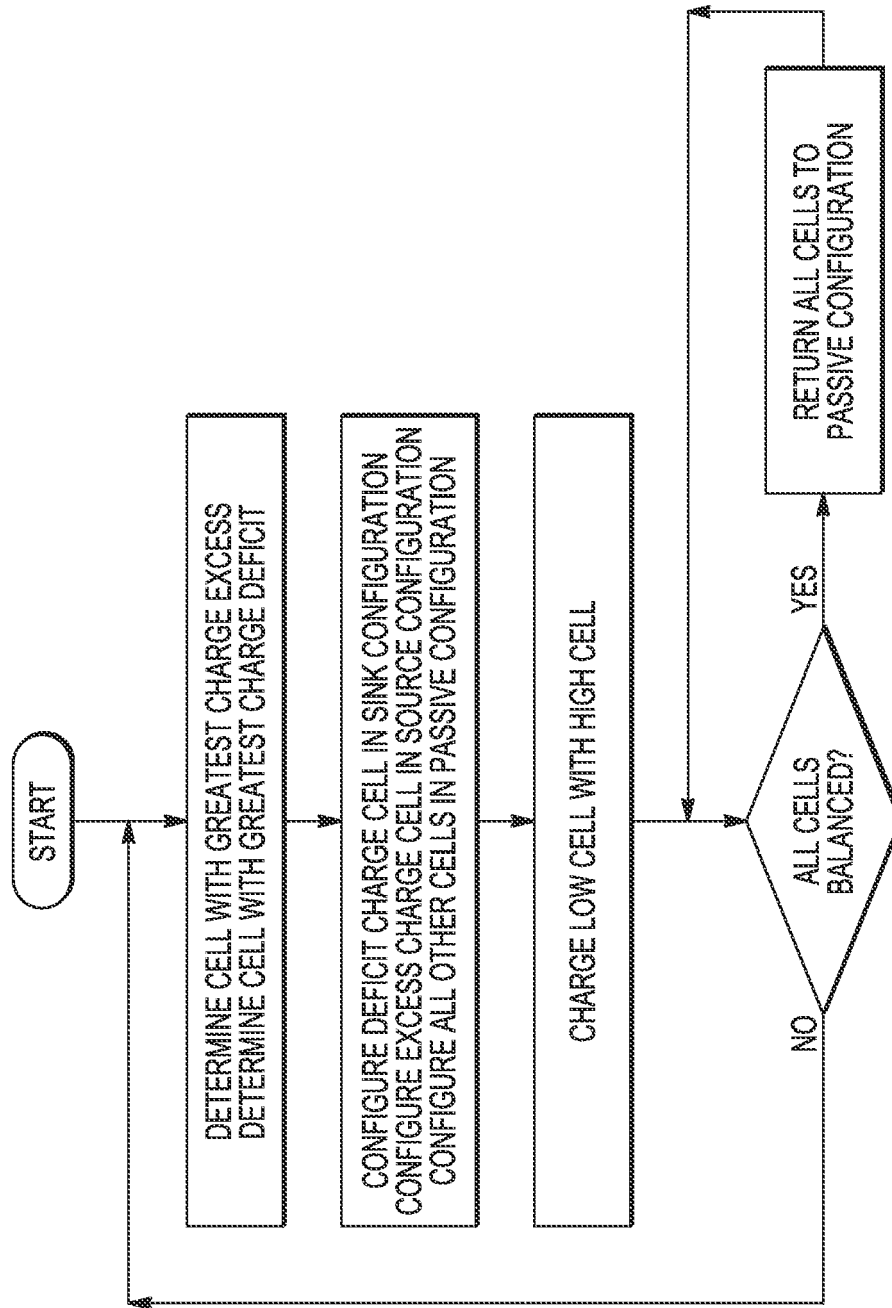 START
DETERMINE CELL WITH GREATEST CHARGE EXCESS
DETERMINE CELL WITH GREATEST CHARGE DEFICIT
CONFIGURE DEFICIT CHARGE CELL IN SINK CONFIGURATION
CONFIGURE EXCESS CHARGE CELL IN SOURCE CONFIGURATION
CONFIGURE ALL OTHER CELLS IN PASSIVE CONFIGURATION
CHARGE LOW CELL WITH HIGH CELL
ALL CELLS
BALANCED?
NO
YES
RETURN ALL CELLS TO
PASSIVE CONFIGURATION